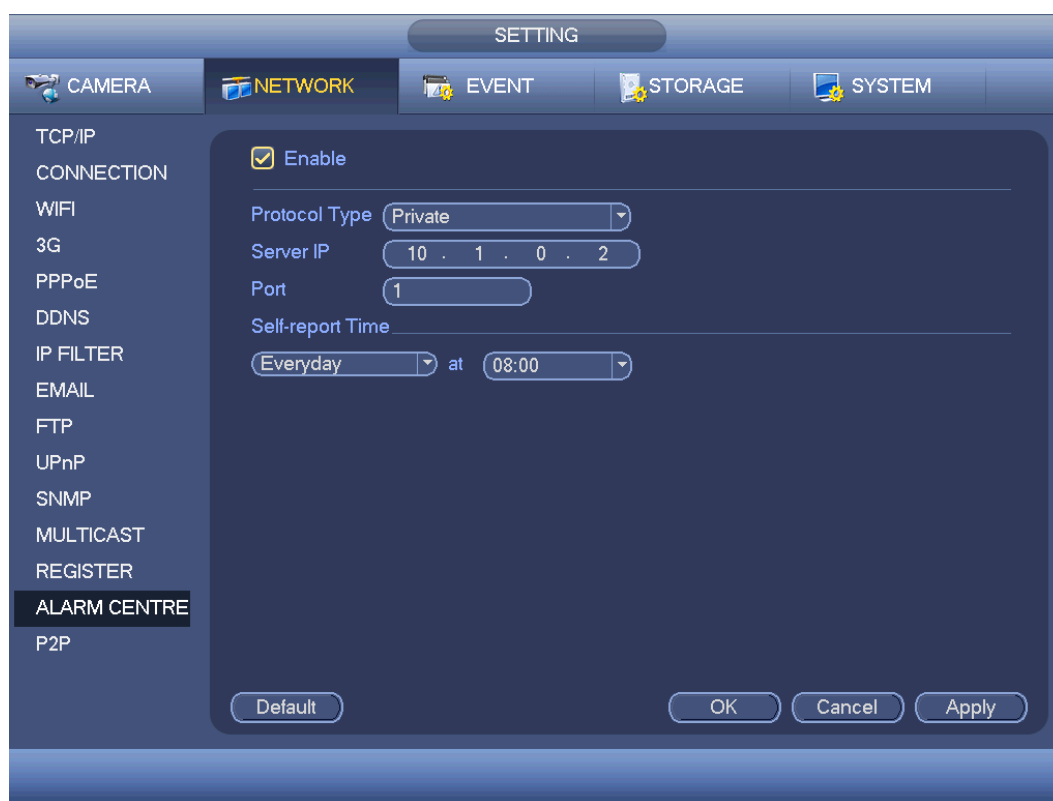 SETTING
CAMERA NETWORK EVENT STORAGE SYSTEM
TCP/IP
CONNECTION
WIFI
3G
PPPoE
DDNS
IP FILTER
EMAIL
FTP
UPnP
SNMP
MULTICAST
REGISTER
ALARM CENTRE
P2P
Enable
Protocol Type Private
Server IP 10 . 1 . 0 . 2
Port 1
Self-report Time
Everyday at 08:00
Default OK Cancel Apply